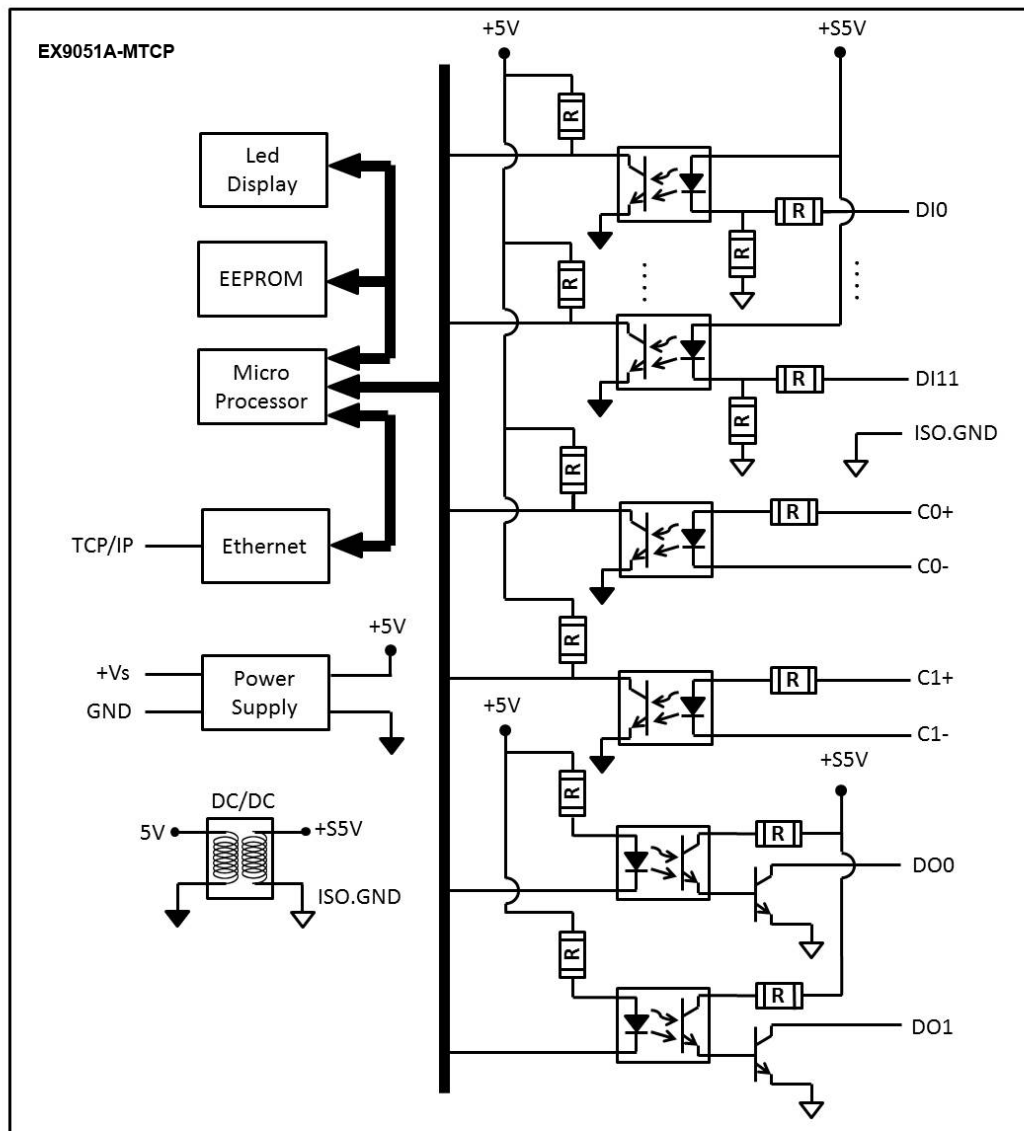 EX9051A-MTCP
+5V
+S5V
R
Led
Display
R
DI0
R
EEPROM
R
Micro
Processor
R
DI11
R
ISO.GND
R
R
C0+
TCP/IP
Ethernet
C0-
R
+5V
+Vs
Power
Supply
GND
R
C1+
+5V
C1-
+S5V
R
DC/DC
5V
+S5V
R
DO0
ISO.GND
R
R
DO1